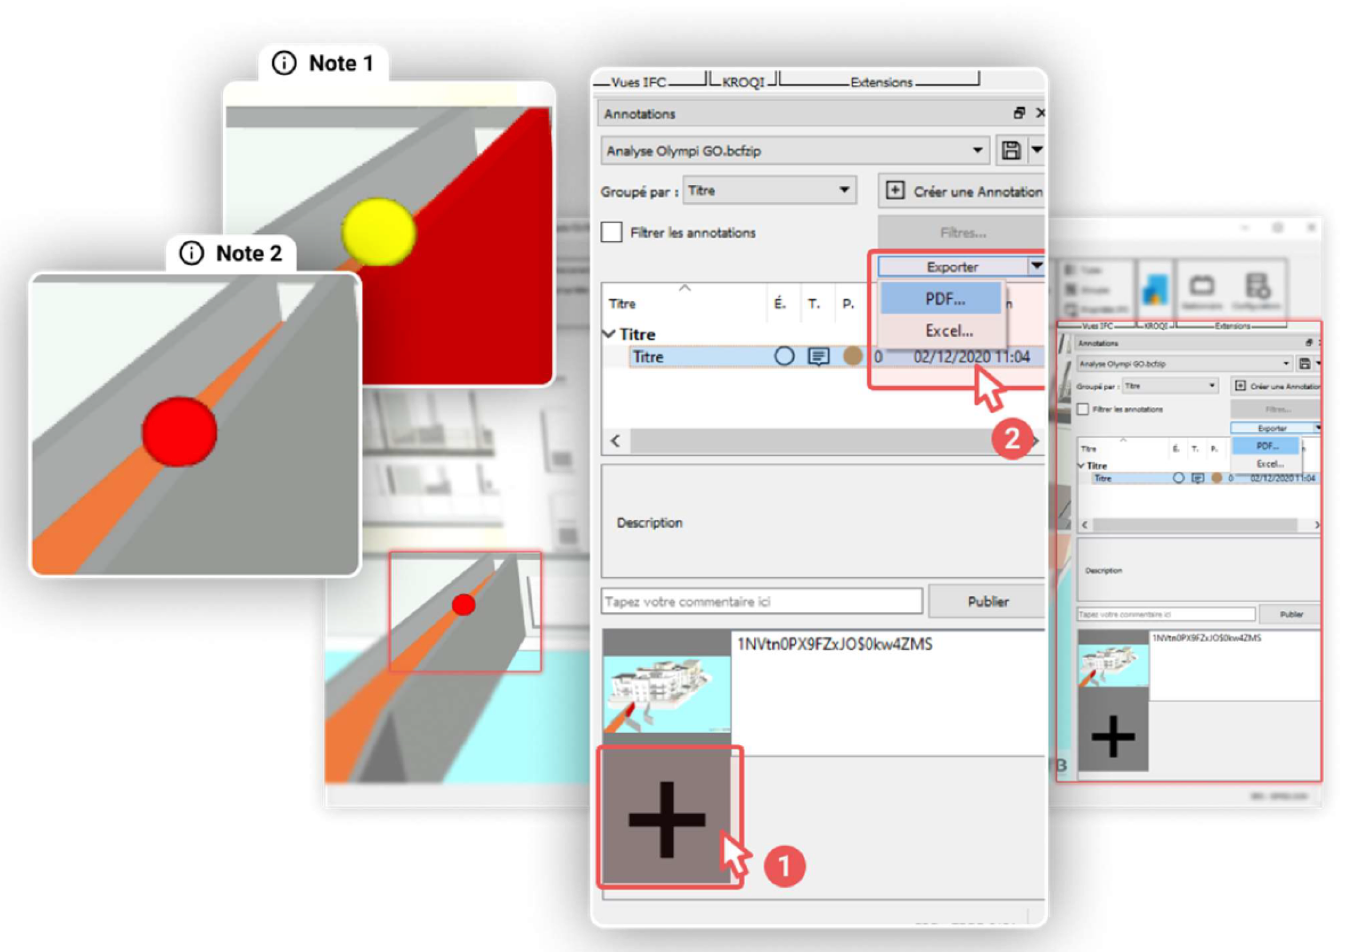 Note 1
Note 2
Vues IFC KROQI Extensions
Annotations
Analyse Olympi GO.bcfzip
Groupé par : Titre
Créer une Annotation
Filtrer les annotations
Filtres...
Exporter
PDF...
Excel...
Titre É. T. P. n
Titre
Titre 0 02/12/2020 11:04
2
Description
Tapez votre commentaire ici
Publier
1NVtn0PX9FZxJO$0kw4ZMS
1
Vues IFC KROQI Extensions
Annotations
Analyse Olympi GO.bcfzip
Groupé par : Titre
Créer une Annotation
Filtrer les annotations
Filtres...
Exporter
PDF...
Excel...
Titre É. T. P. n
Titre
Titre 0 02/12/2020 11:04
Description
Tapez votre commentaire ici
Publier
1NVtn0PX9FZxJO$0kw4ZMS